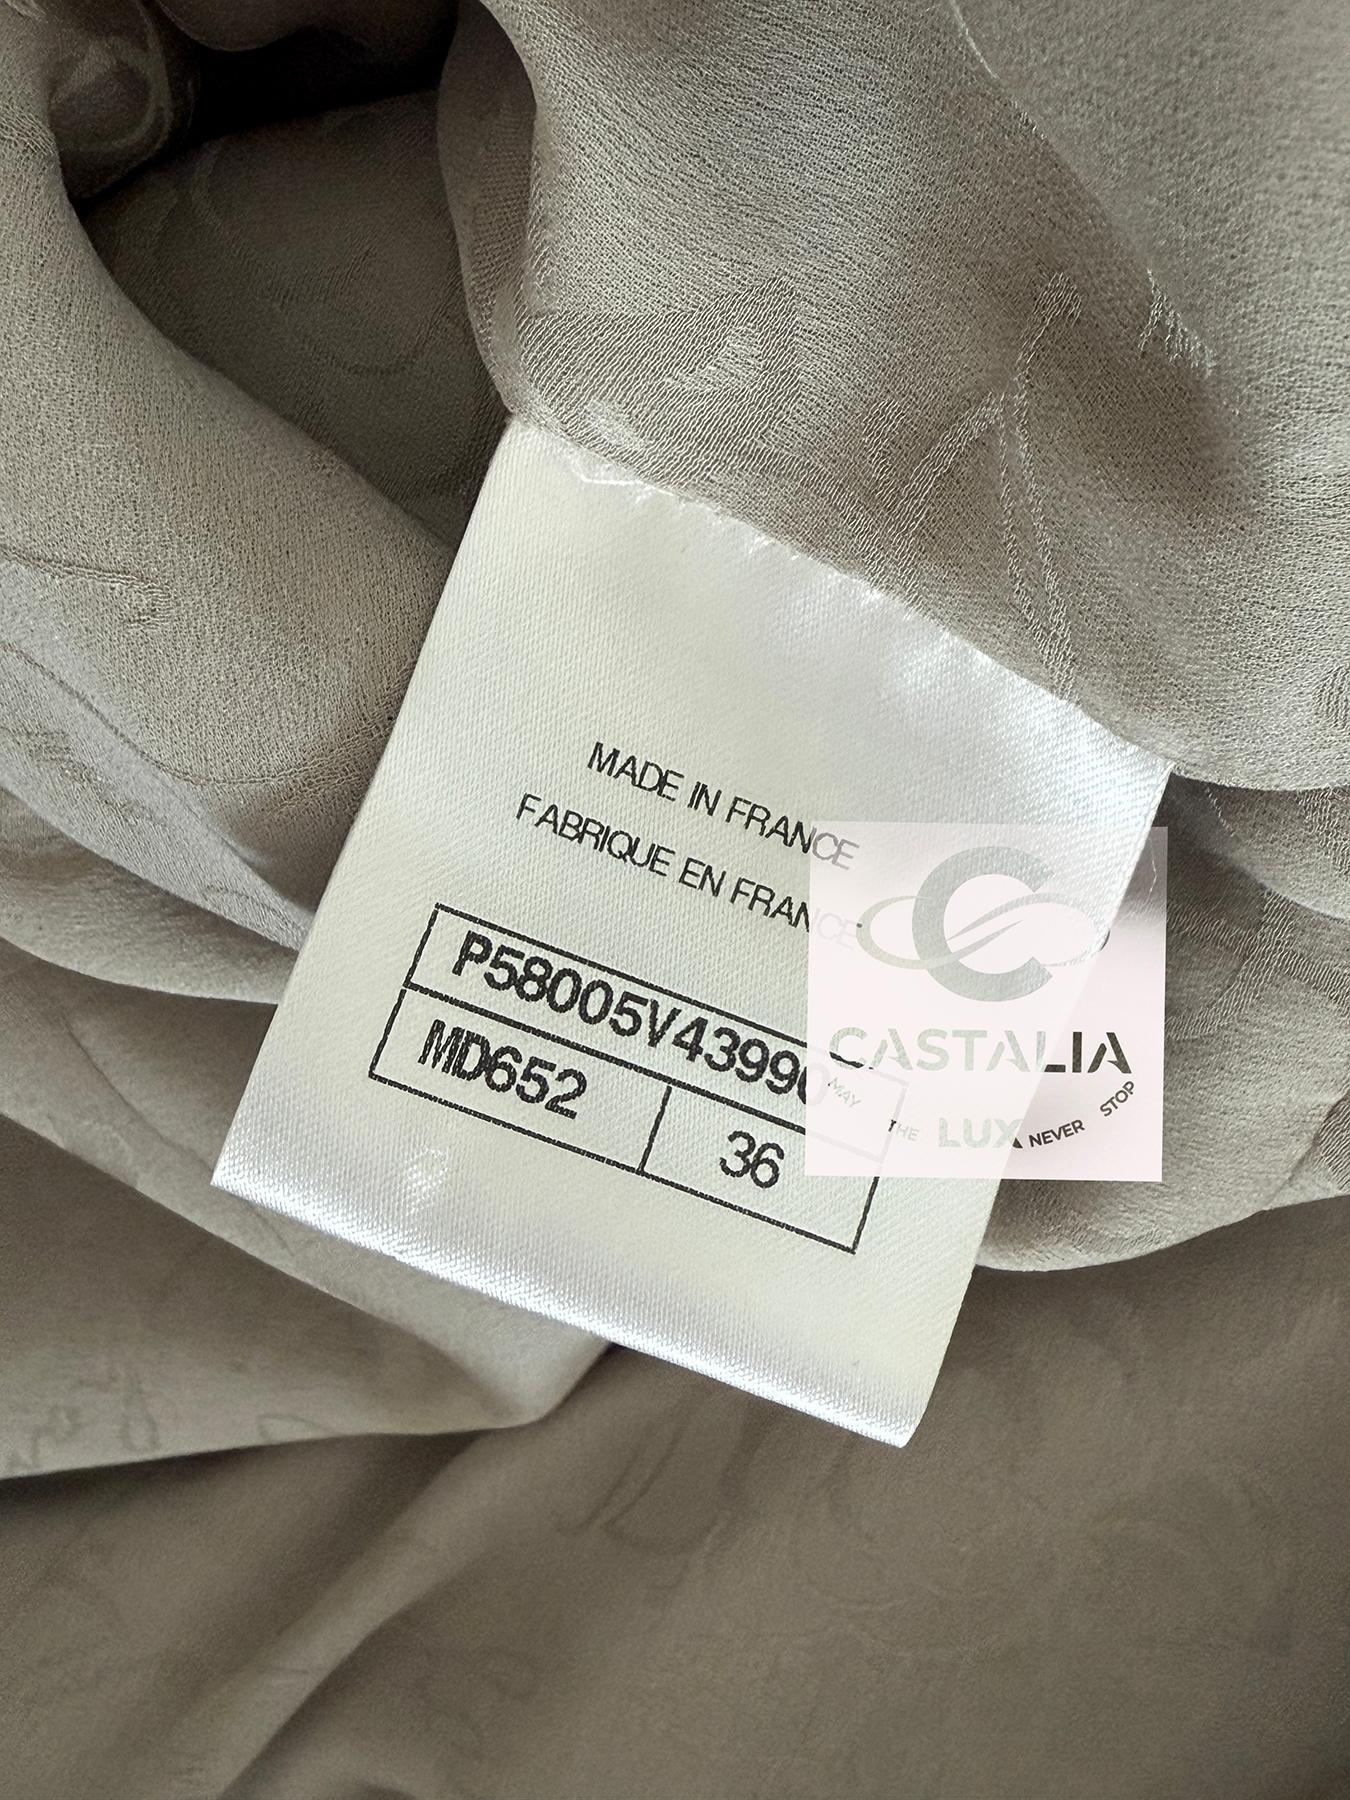 MADE IN FRANCE
FABRIQUE EN FRANCE
P58005V43990
MD652
36
CASTALIA
MAY THE LUX NEVER STOP